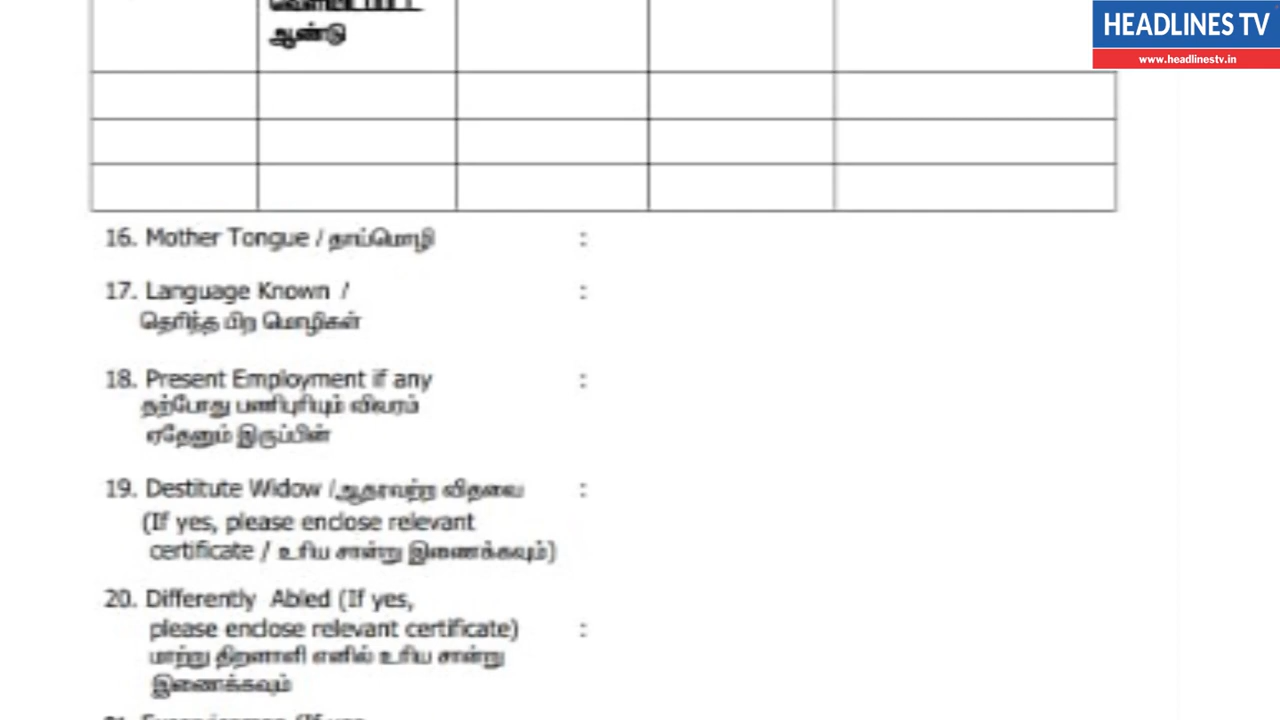 HEADLINES TV
www.headlinestv.in
ஆண்டு
16. Mother Tongue / தாய்மொழி :
17. Language Known / :
தெரிந்த பிற மொழிகள்
18. Present Employment if any :
தற்போது பணிபுரியும் விவரம்
ஏதேனும் இருப்பின்
19. Destitute Widow /ஆதரவற்ற விதவை :
(If yes, please enclose relevant
certificate / உரிய சான்று இணைக்கவும்)
20. Differently Abled (If yes,
please enclose relevant certificate) :
மாற்று திறனாளி எனில் உரிய சான்று
இணைக்கவும்